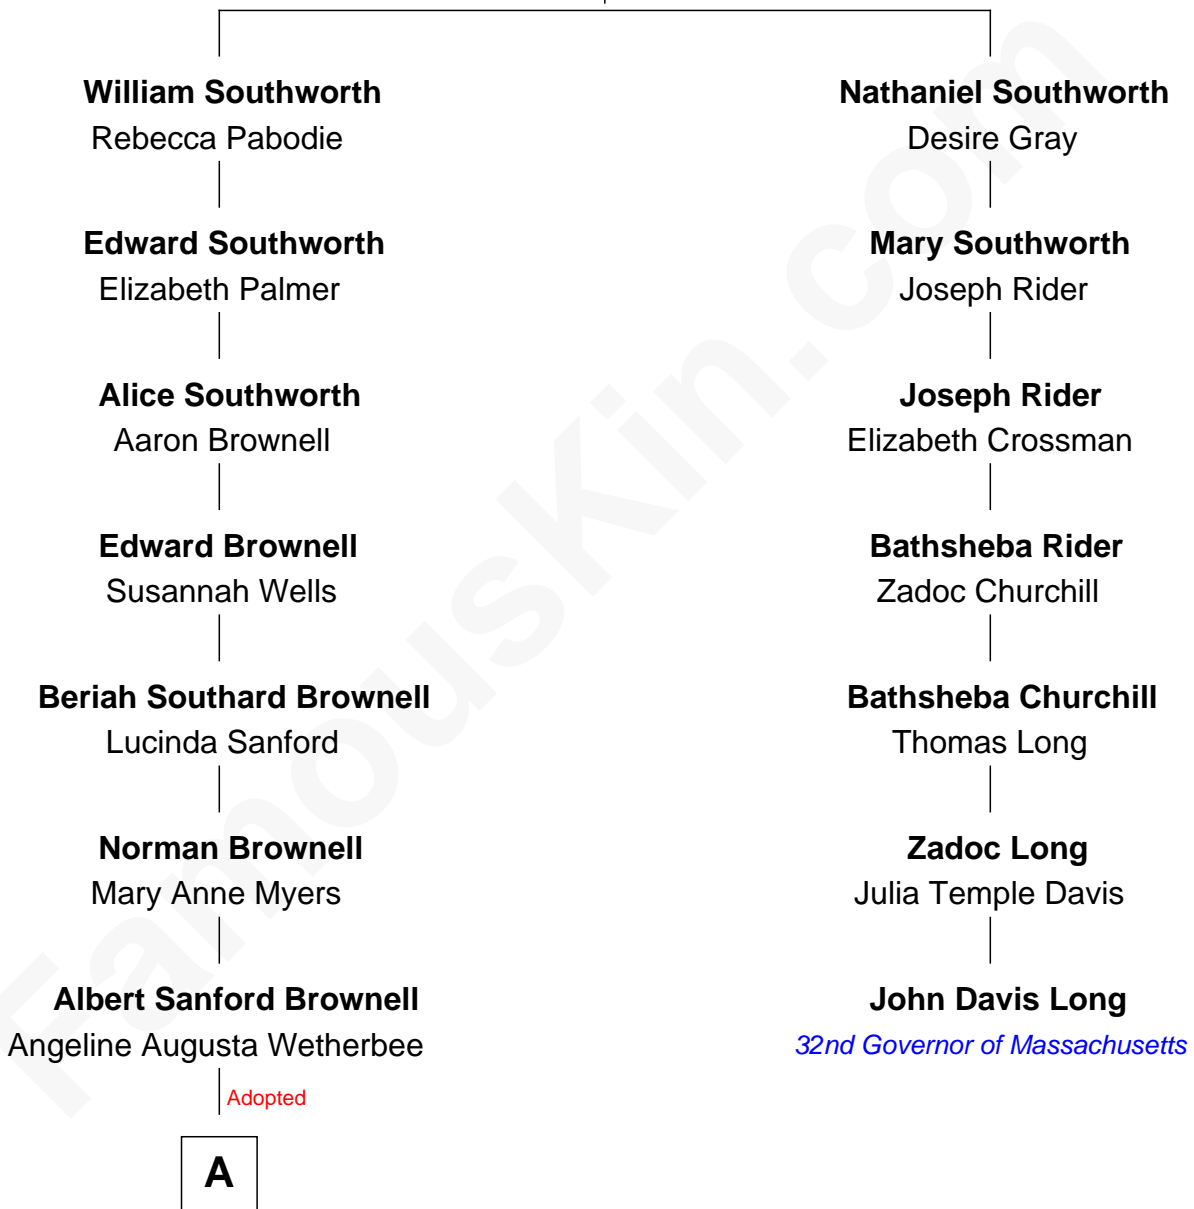 William Southworth
Rebecca Pabodie
Edward Southworth
Elizabeth Palmer
Alice Southworth
Aaron Brownell
Edward Brownell
Susannah Wells
Beriah Southard Brownell
Lucinda Sanford
Norman Brownell
Mary Anne Myers
Albert Sanford Brownell
Angeline Augusta Wetherbee
Adopted
A
Nathaniel Southworth
Desire Gray
Mary Southworth
Joseph Rider
Joseph Rider
Elizabeth Crossman
Bathsheba Rider
Zadoc Churchill
Bathsheba Churchill
Thomas Long
Zadoc Long
Julia Temple Davis
John Davis Long
32nd Governor of Massachusetts
FamousKin.com